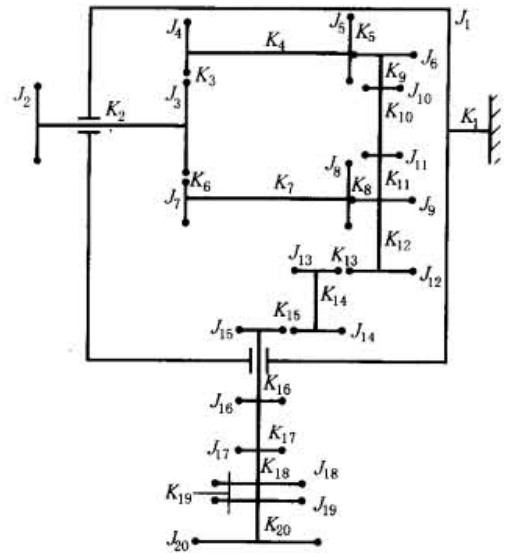 J₁
J₄
J₅
K₅
K₄
J₆
K₃
K₉
J₂
J₃
J₁₀
K₂
K₁₀
K₁
J₈
J₁₁
K₆
K₇
K₈
K₁₁
J₇
J₉
K₁₂
J₁₃
K₁₃
J₁₂
K₁₄
K₁₅
J₁₅
J₁₄
K₁₆
J₁₆
K₁₇
J₁₇
K₁₈
J₁₈
K₁₉
J₁₉
K₂₀
J₂₀